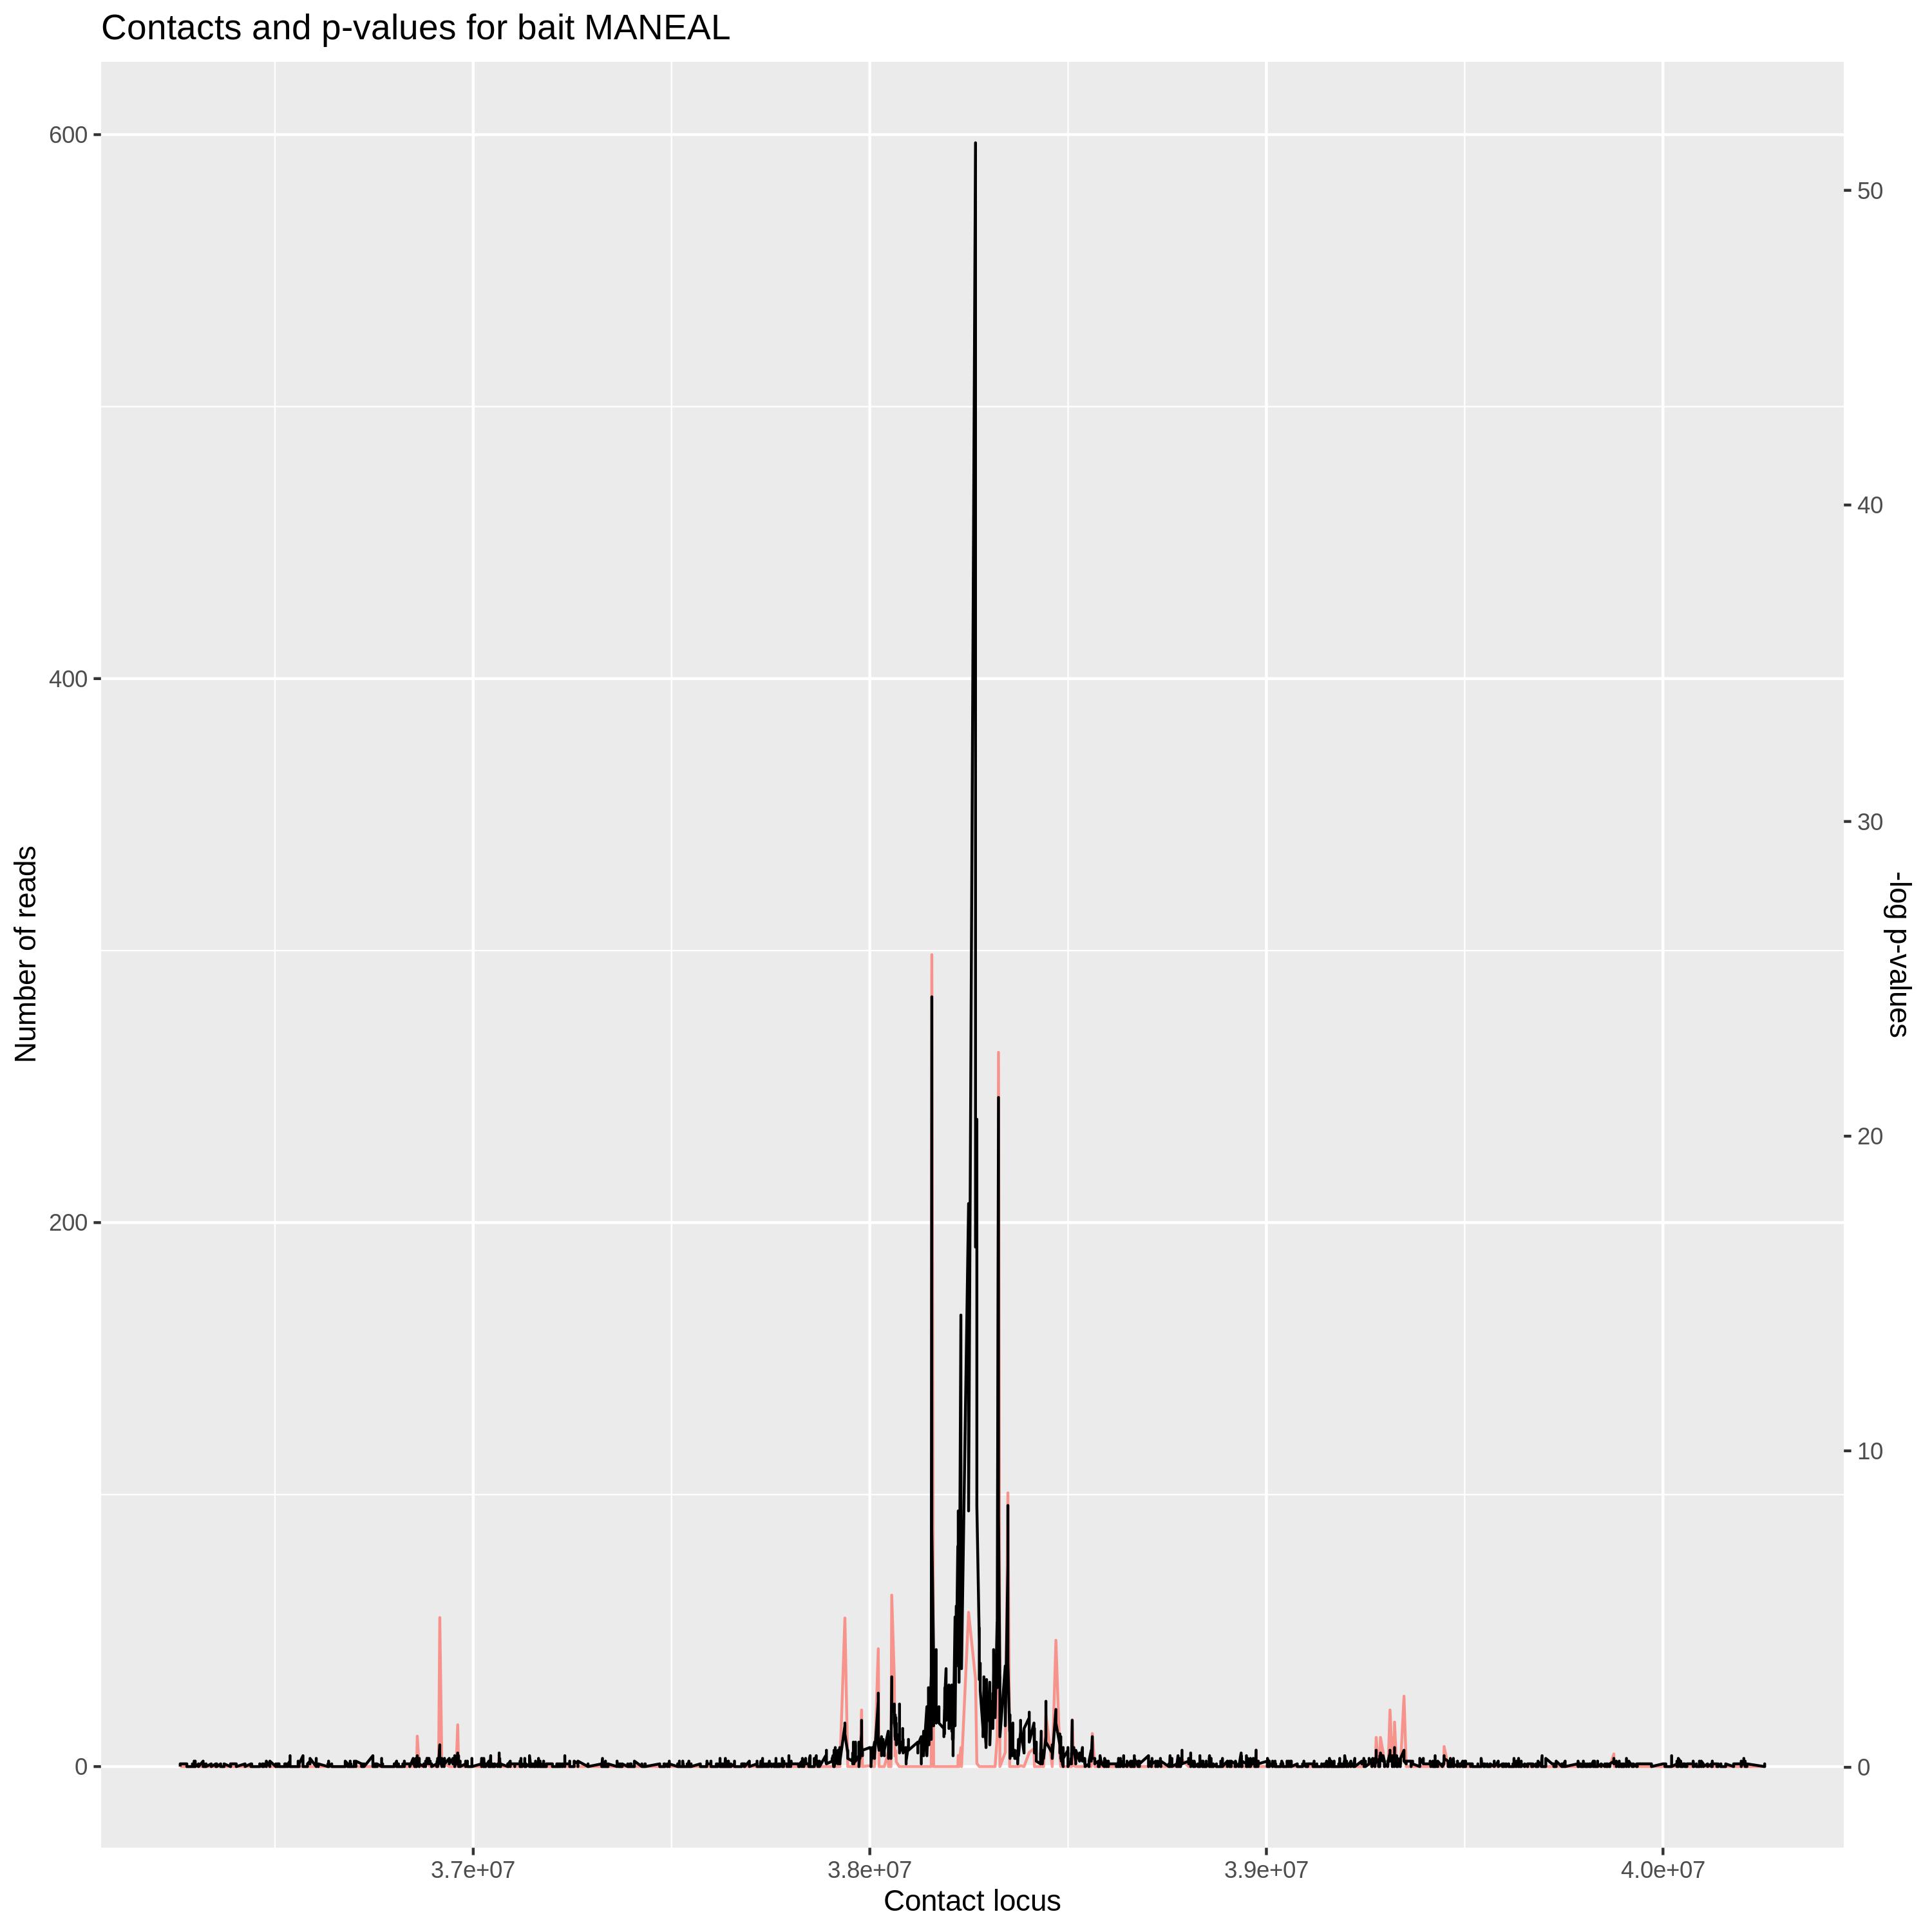 Contacts and p-values for bait MANEAL
600
400
200
0
Number of reads
50
40
30
20
10
0
-log p-values
3.7e+07
3.8e+07
3.9e+07
4.0e+07
Contact locus